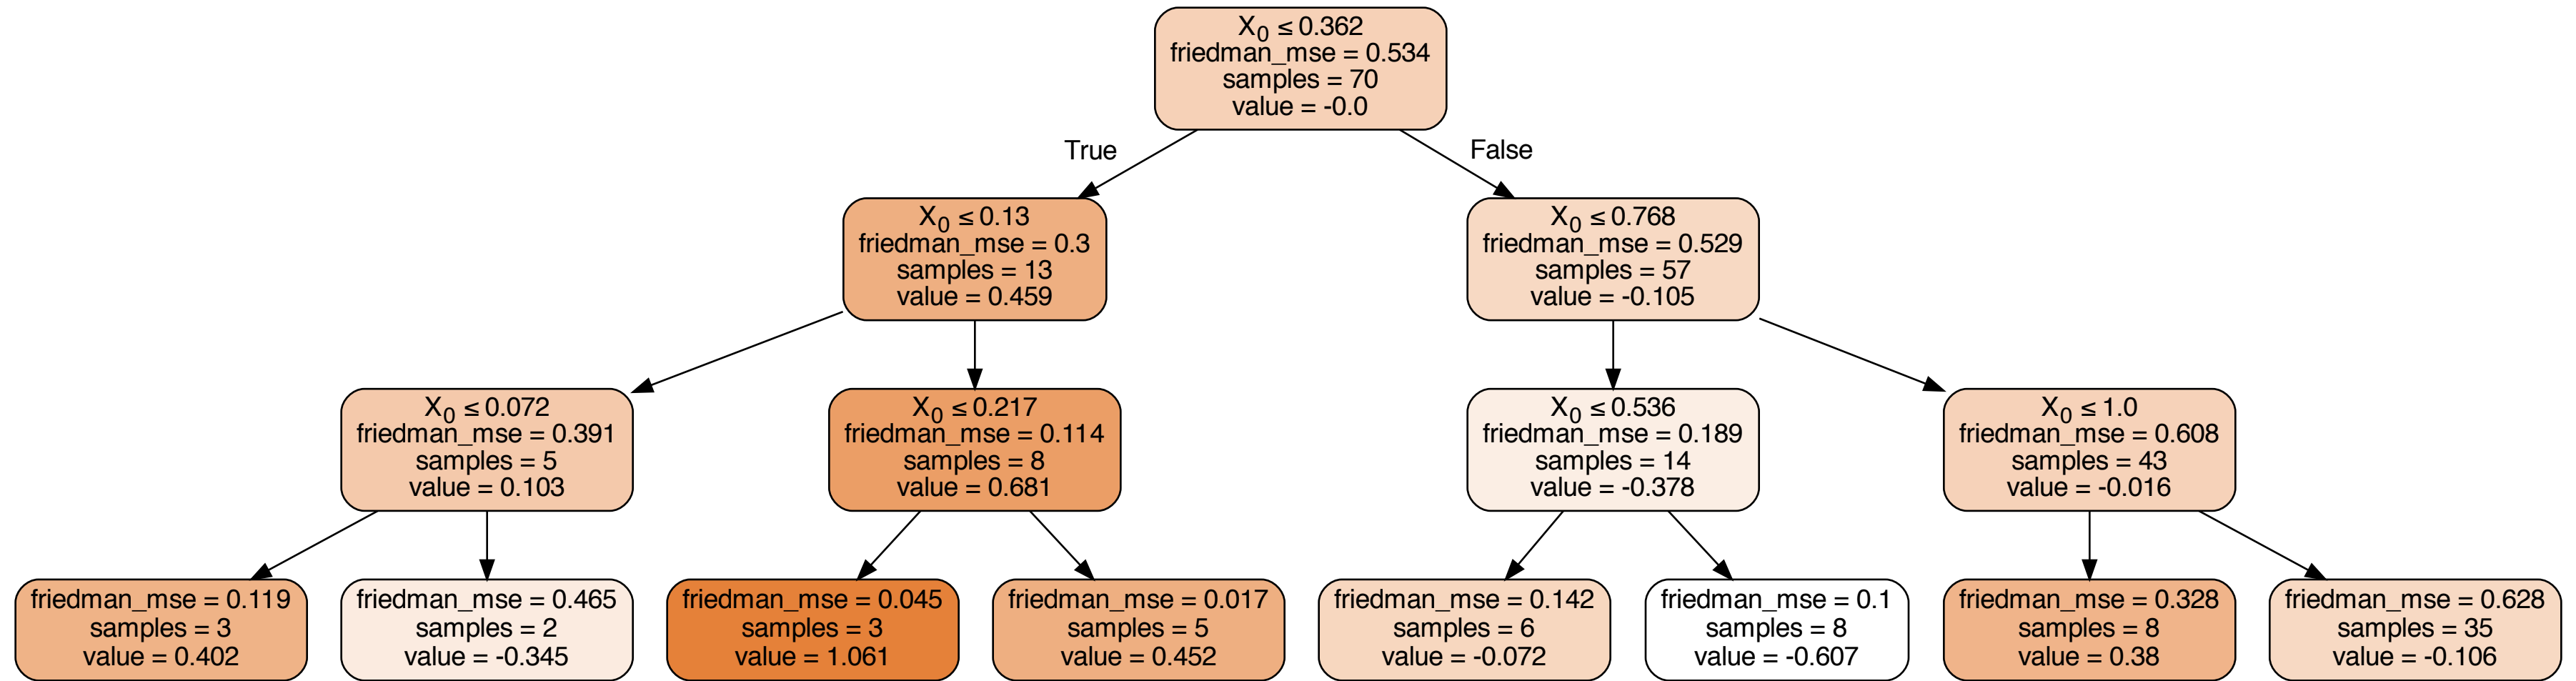 X0 ≤ 0.362
friedman_mse = 0.534
samples = 70
value = -0.0
True
False
X0 ≤ 0.13
friedman_mse = 0.3
samples = 13
value = 0.459
X0 ≤ 0.768
friedman_mse = 0.529
samples = 57
value = -0.105
X0 ≤ 0.072
friedman_mse = 0.391
samples = 5
value = 0.103
X0 ≤ 0.217
friedman_mse = 0.114
samples = 8
value = 0.681
X0 ≤ 0.536
friedman_mse = 0.189
samples = 14
value = -0.378
X0 ≤ 1.0
friedman_mse = 0.608
samples = 43
value = -0.016
friedman_mse = 0.119
samples = 3
value = 0.402
friedman_mse = 0.465
samples = 2
value = -0.345
friedman_mse = 0.045
samples = 3
value = 1.061
friedman_mse = 0.017
samples = 5
value = 0.452
friedman_mse = 0.142
samples = 6
value = -0.072
friedman_mse = 0.1
samples = 8
value = -0.607
friedman_mse = 0.328
samples = 8
value = 0.38
friedman_mse = 0.628
samples = 35
value = -0.106